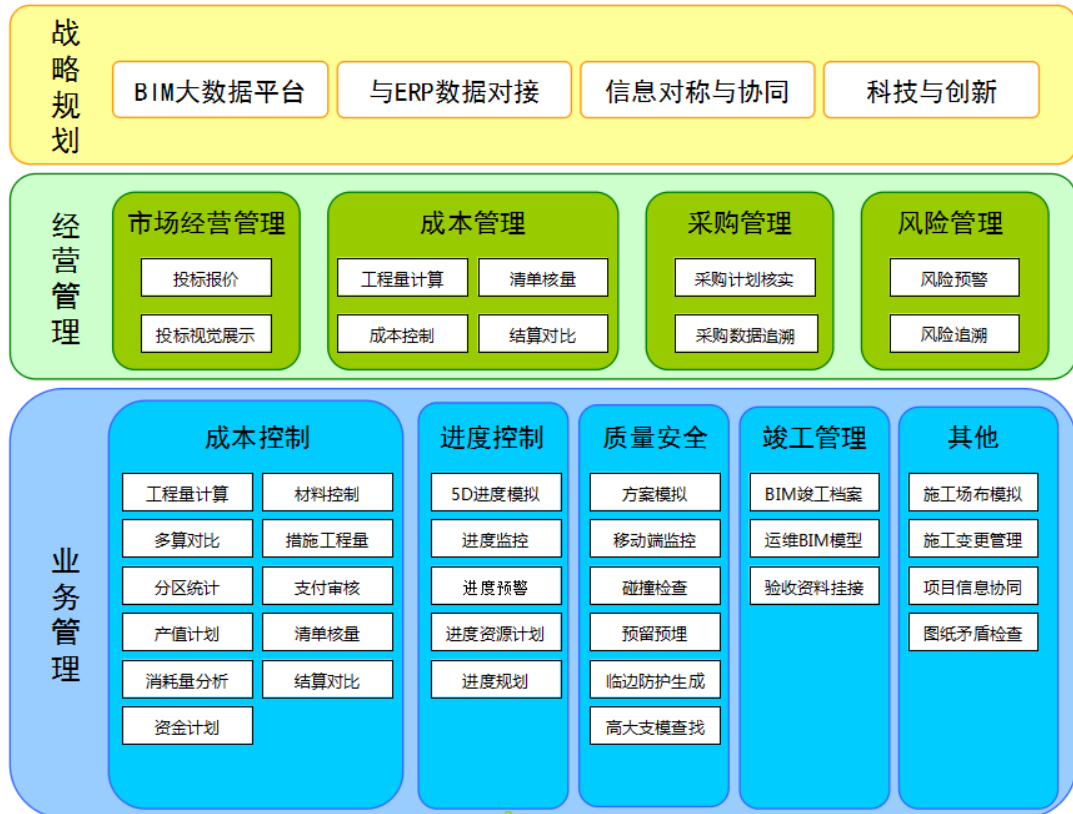 战略规划
BIM大数据平台
与ERP数据对接
信息对称与协同
科技与创新
经营管理
市场经营管理
投标报价
投标视觉展示
成本管理
工程量计算
清单核量
成本控制
结算对比
采购管理
采购计划核实
采购数据追溯
风险管理
风险预警
风险追溯
业务管理
成本控制
工程量计算
材料控制
多算对比
措施工程量
分区统计
支付审核
产值计划
清单核量
消耗量分析
结算对比
资金计划
进度控制
5D进度模拟
进度监控
进度预警
进度资源计划
进度规划
质量安全
方案模拟
移动端监控
碰撞检查
预留预埋
临边防护生成
高大支模查找
竣工管理
BIM竣工档案
运维BIM模型
验收资料挂接
其他
施工场布模拟
施工变更管理
项目信息协同
图纸矛盾检查